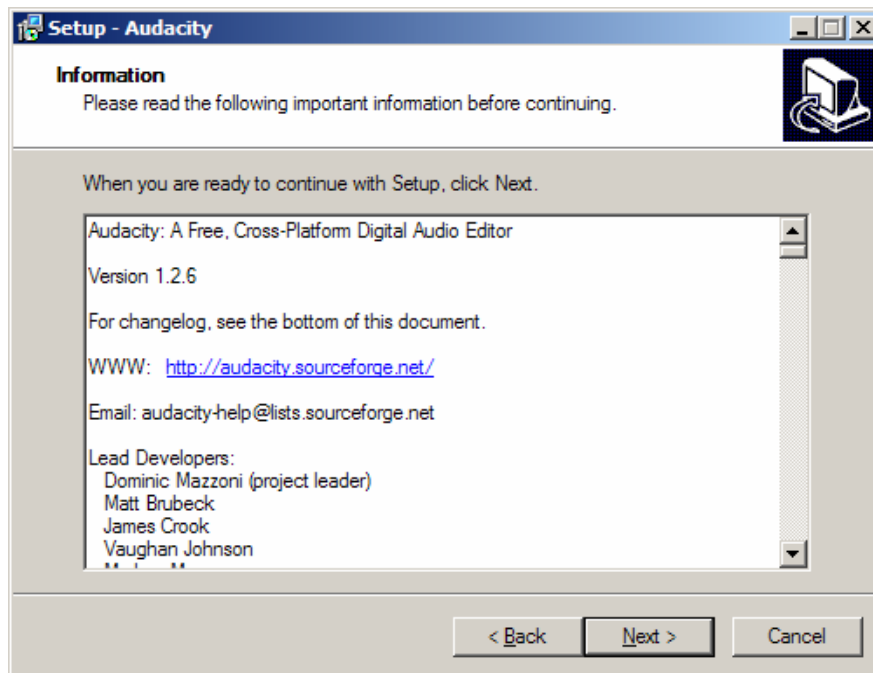 Setup - Audacity
Information
Please read the following important information before continuing.
When you are ready to continue with Setup, click Next.
Audacity: A Free, Cross-Platform Digital Audio Editor
Version 1.2.6
For changelog, see the bottom of this document.
WWW: http://audacity.sourceforge.net/
Email: audacity-help@lists.sourceforge.net
Lead Developers:
Dominic Mazzoni (project leader)
Matt Brubeck
James Crook
Vaughan Johnson
< Back
Next >
Cancel